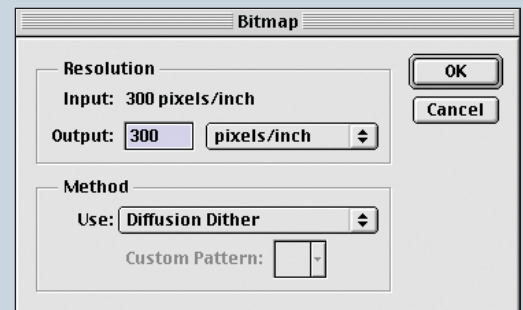 Bitmap
Resolution
Input: 300 pixels/inch
Output: 300 pixels/inch
OK
Cancel
Method
Use: Diffusion Dither
Custom Pattern: